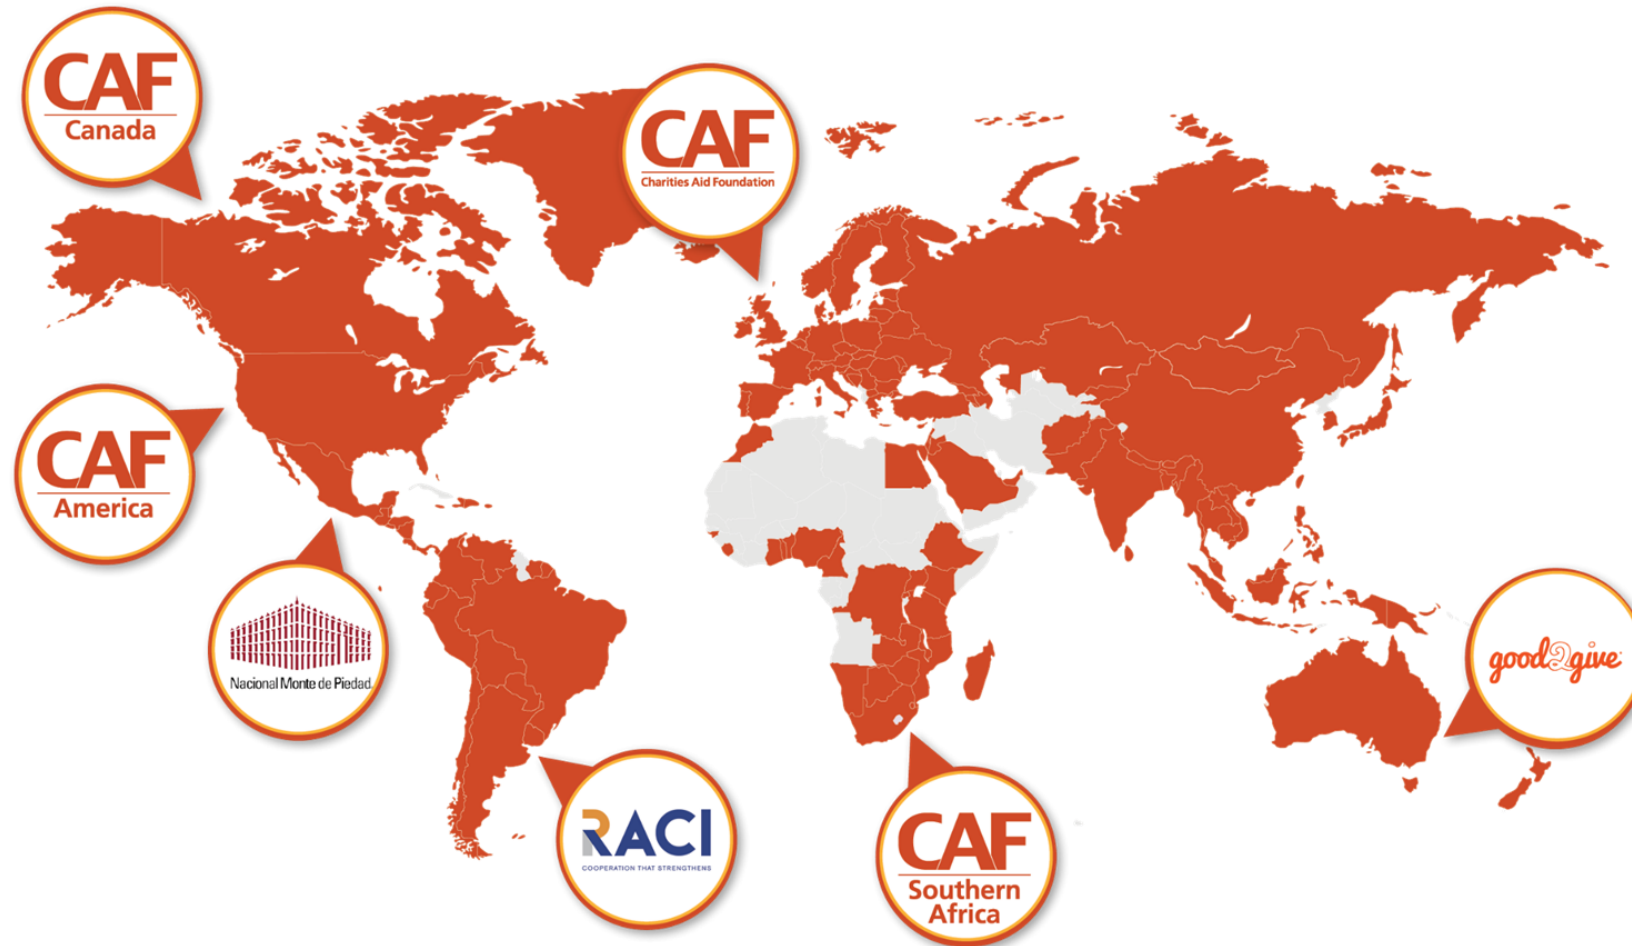 CAF
Canada
CAF
Charities Aid Foundation
CAF
America
Nacional Monte de Piedad
RACI
COOPERATION THAT STRENGTHENS
CAF
Southern
Africa
good2give